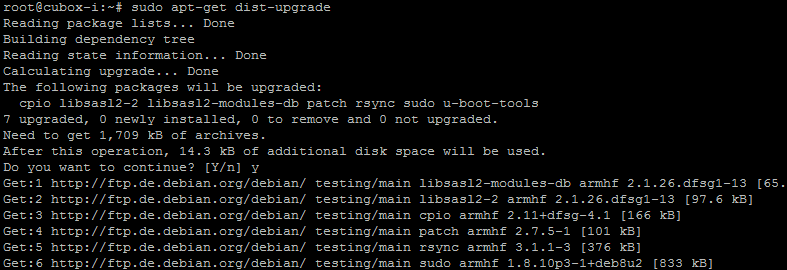 root@cubox-i:~# sudo apt-get dist-upgrade
Reading package lists... Done
Building dependency tree
Reading state information... Done
Calculating upgrade... Done
The following packages will be upgraded:
  cpio libsasl2-2 libsasl2-modules-db patch rsync sudo u-boot-tools
7 upgraded, 0 newly installed, 0 to remove and 0 not upgraded.
Need to get 1,709 kB of archives.
After this operation, 14.3 kB of additional disk space will be used.
Do you want to continue? [Y/n] y
Get:1 http://ftp.de.debian.org/debian/ testing/main libsasl2-modules-db armhf 2.1.26.dfsg1-13 [65.
Get:2 http://ftp.de.debian.org/debian/ testing/main libsasl2-2 armhf 2.1.26.dfsg1-13 [97.6 kB]
Get:3 http://ftp.de.debian.org/debian/ testing/main cpio armhf 2.11+dfsg-4.1 [166 kB]
Get:4 http://ftp.de.debian.org/debian/ testing/main patch armhf 2.7.5-1 [101 kB]
Get:5 http://ftp.de.debian.org/debian/ testing/main rsync armhf 3.1.1-3 [376 kB]
Get:6 http://ftp.de.debian.org/debian/ testing/main sudo armhf 1.8.10p3-1+deb8u2 [833 kB]